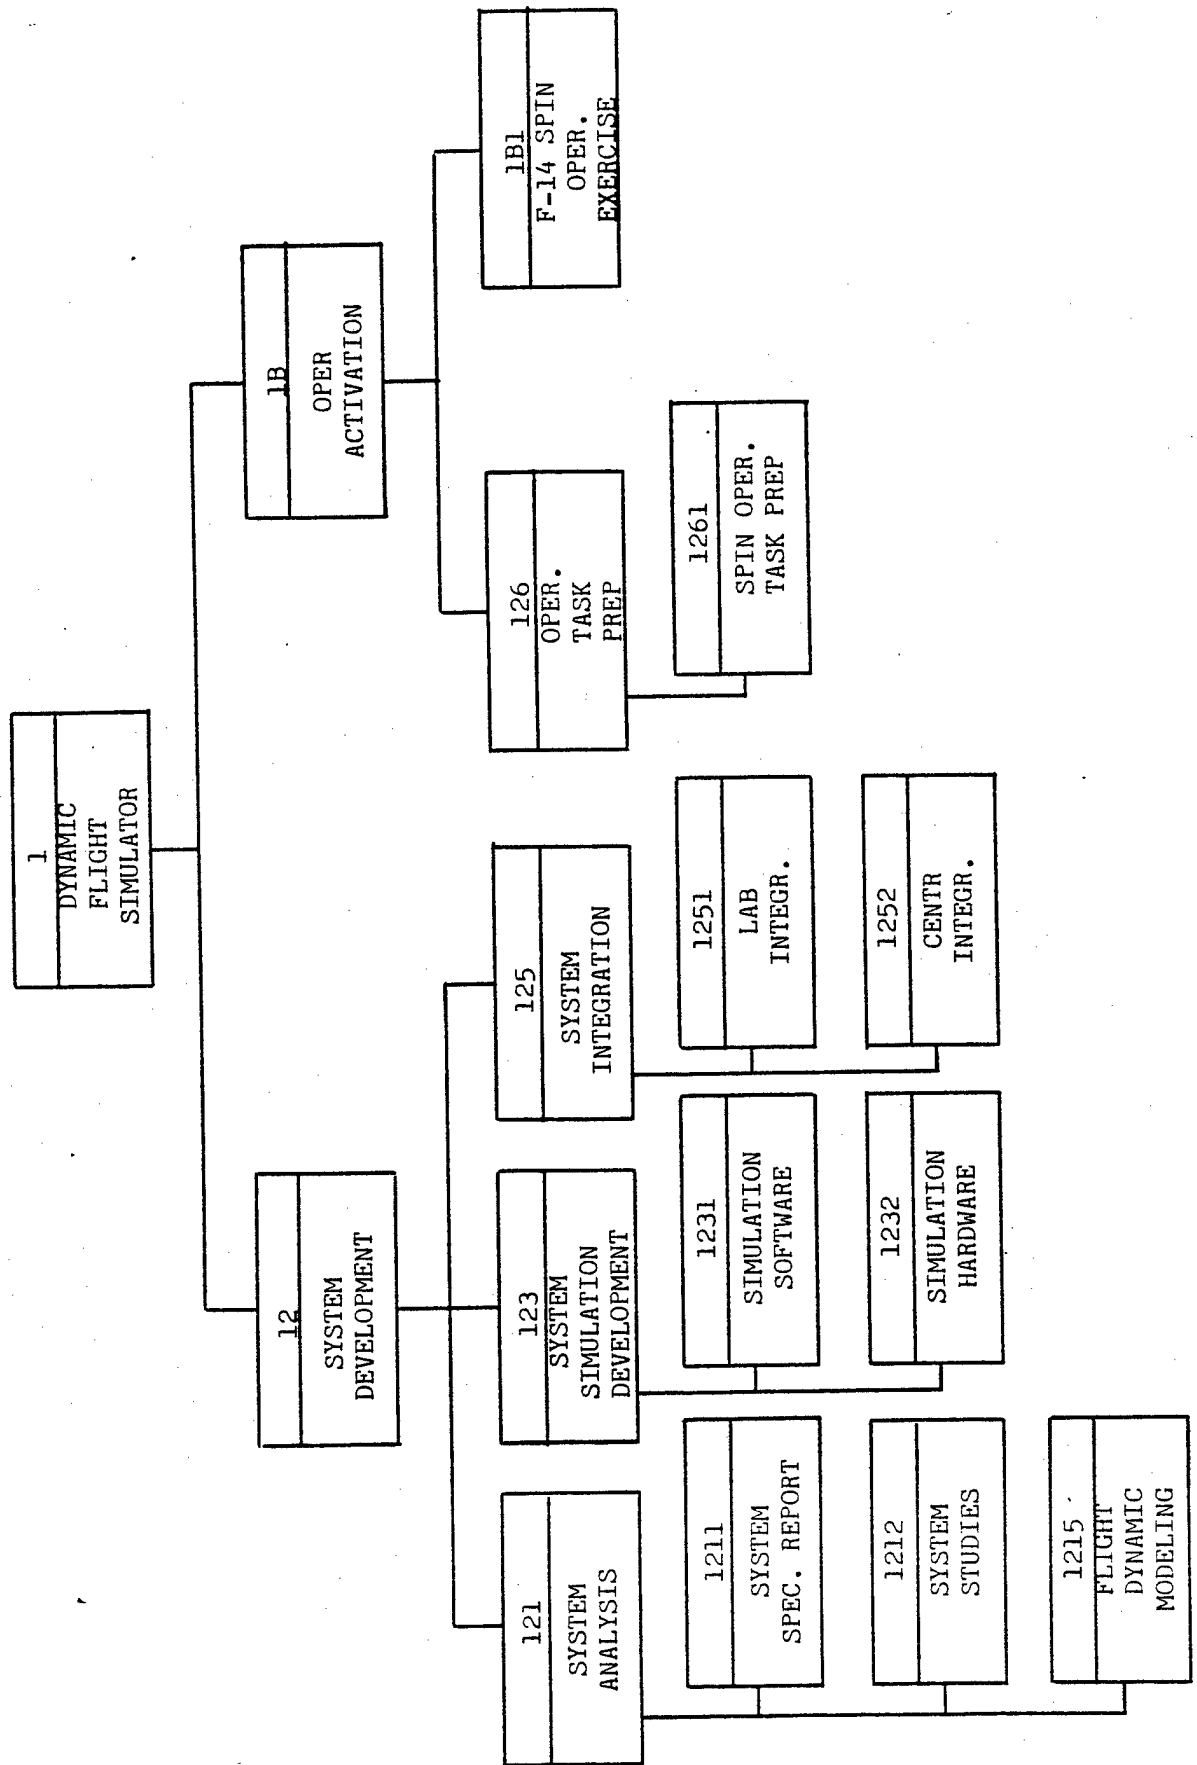 1
DYNAMIC
FLIGHT
SIMULATOR
12
SYSTEM
DEVELOPMENT
1B
OPER
ACTIVATION
121
SYSTEM
ANALYSIS
123
SYSTEM
SIMULATION
DEVELOPMENT
125
SYSTEM
INTEGRATION
126
OPER.
TASK
PREP
1B1
F-14 SPIN
OPER.
EXERCISE
1211
SYSTEM
SPEC. REPORT
1231
SIMULATION
SOFTWARE
1251
LAB
INTEGR.
1261
SPIN OPER.
TASK PREP
1212
SYSTEM
STUDIES
1232
SIMULATION
HARDWARE
1252
CENTR
INTEGR.
1215
FLIGHT
DYNAMIC
MODELING